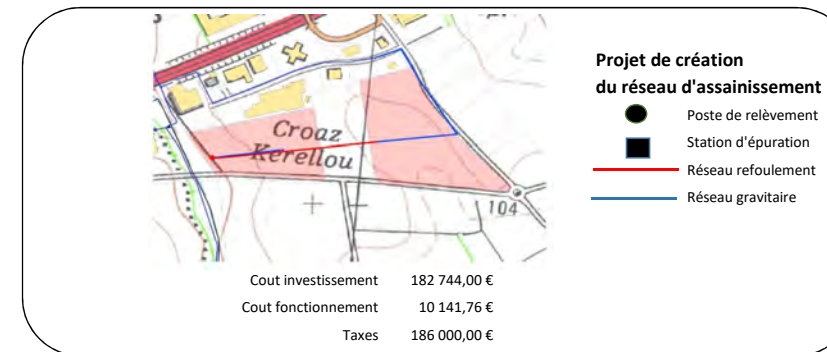 Croaz
Kerellou
104
Projet de création
du réseau d'assainissement
Poste de relèvement
Station d'épuration
Réseau refoulement
Réseau gravitaire
Cout investissement 182 744,00 €
Cout fonctionnement 10 141,76 €
Taxes 186 000,00 €